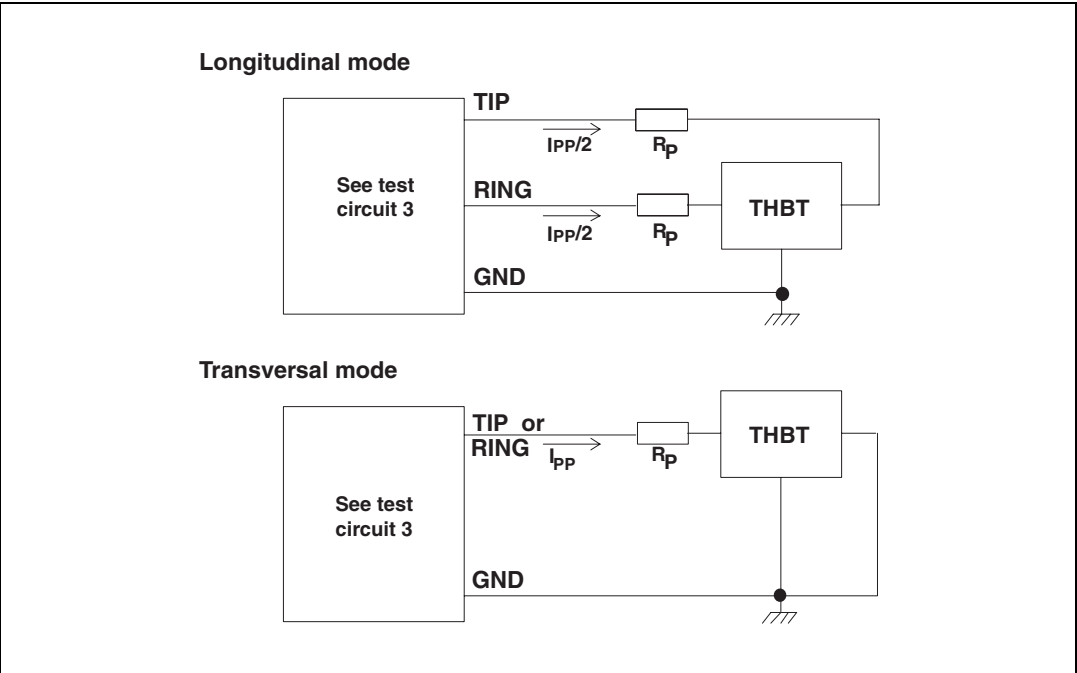 Longitudinal mode
TIP
IPP/2
RP
See test
circuit 3
RING
IPP/2
RP
THBT
GND
Transversal mode
TIP or
RING
IPP
RP
THBT
See test
circuit 3
GND